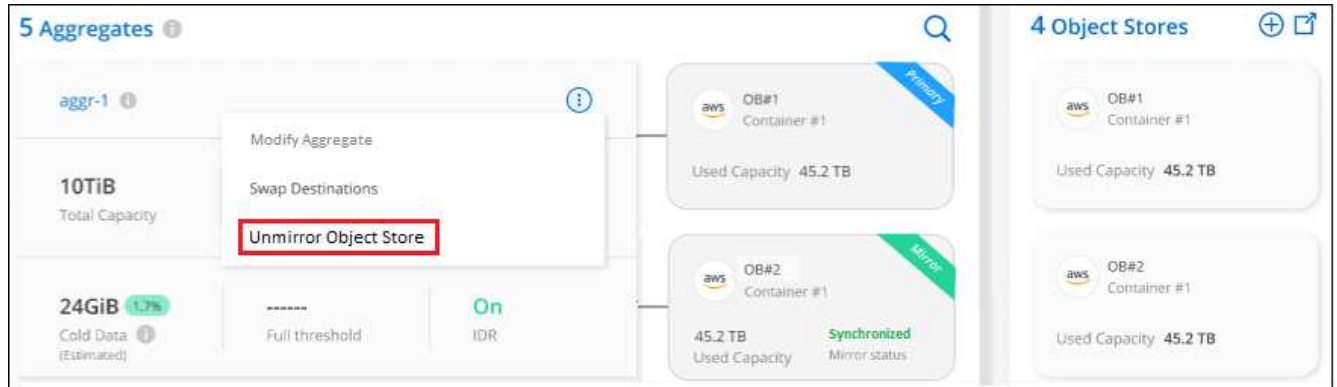 5 Aggregates
4 Object Stores
aggr-1
Modify Aggregate
Swap Destinations
Unmirror Object Store
10TiB
Total Capacity
24GiB 1.7%
Cold Data
(Estimated)
------
Full threshold
On
IDR
Primary
aws
OB#1
Container #1
Used Capacity 45.2 TB
Mirror
aws
OB#2
Container #1
45.2 TB
Used Capacity
Synchronized
Mirror status
aws
OB#1
Container #1
Used Capacity 45.2 TB
aws
OB#2
Container #1
Used Capacity 45.2 TB